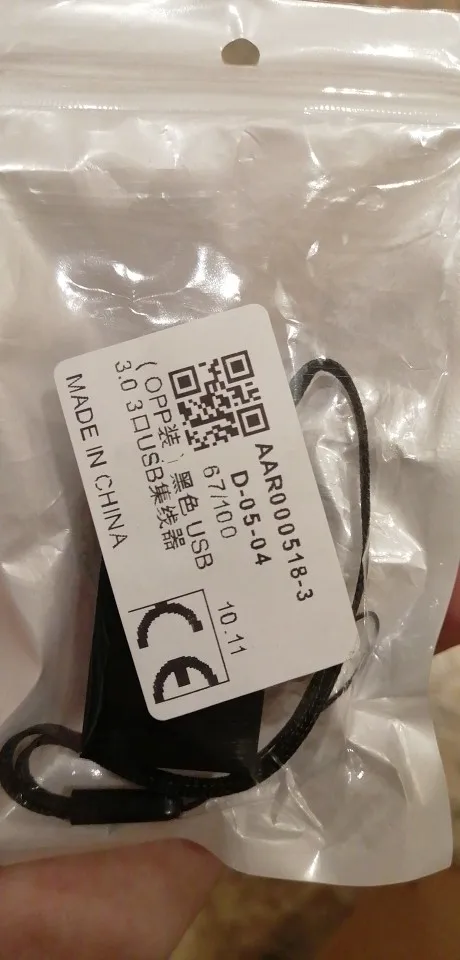 AAR000518-3
D-05-04
67/100
10.11
（OPP装）黑色 USB
3.0 3口USB集线器
CE
MADE IN CHINA